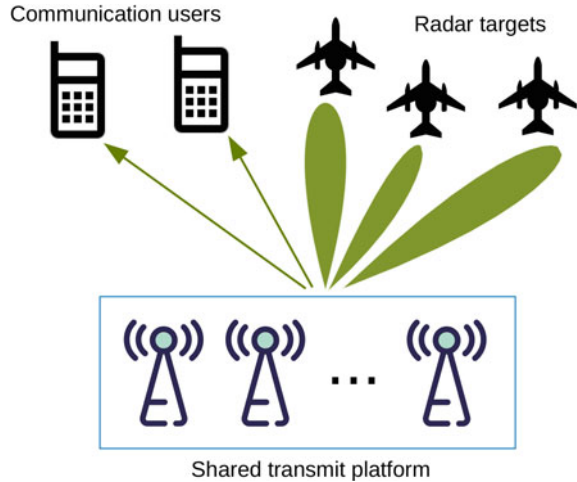 Communication users
Radar targets
...
Shared transmit platform